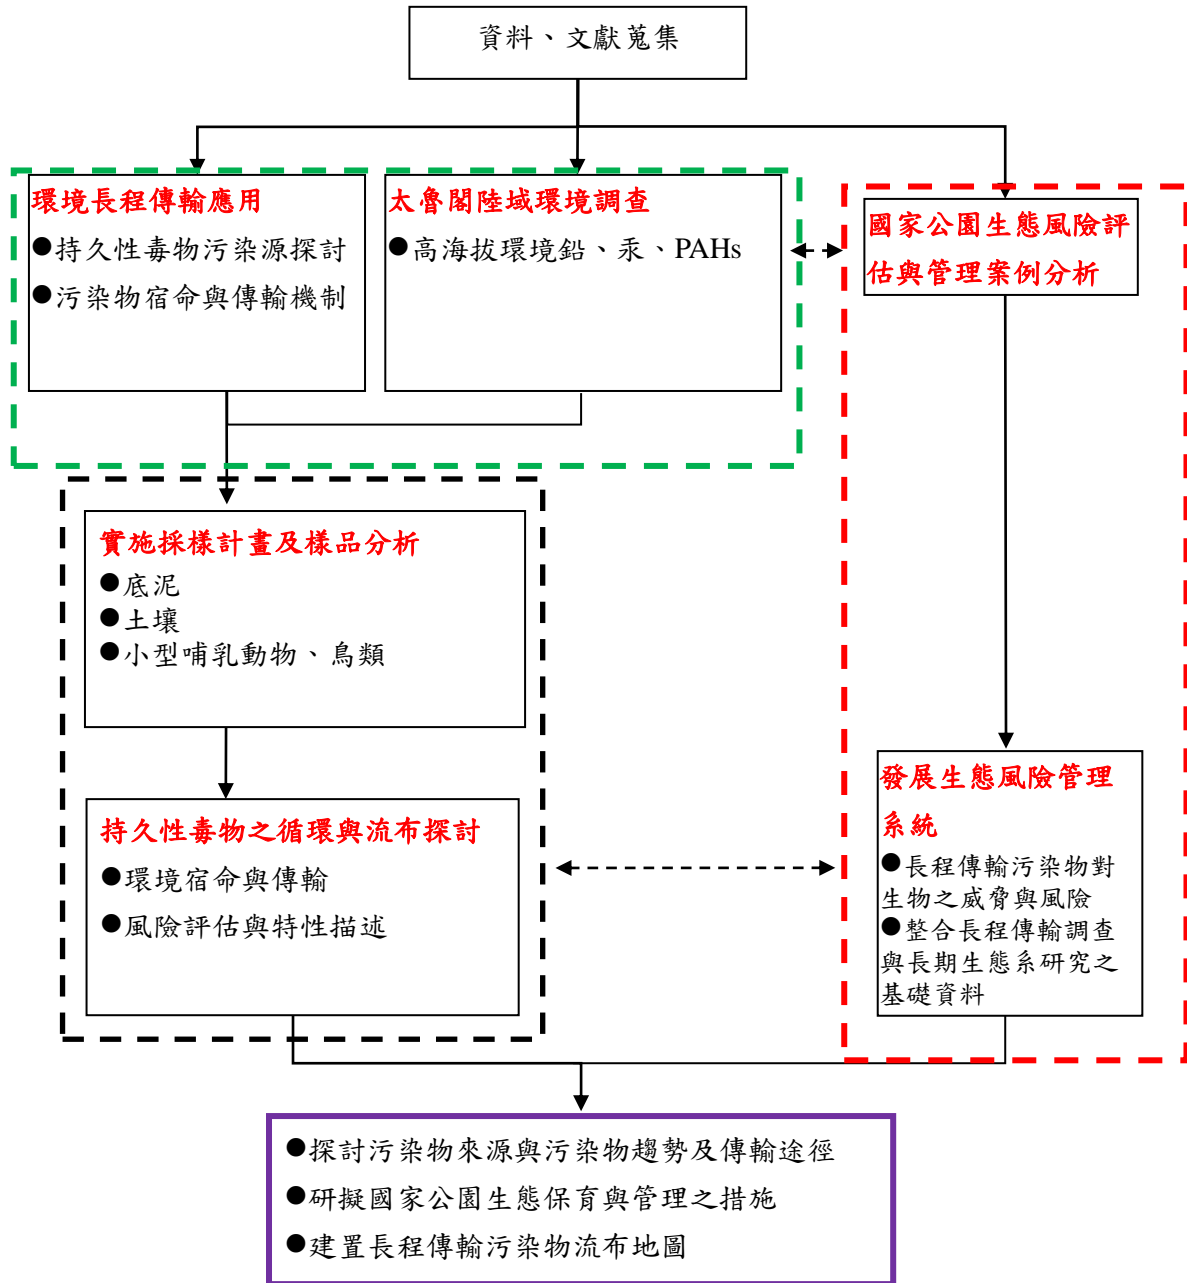 資料、文獻蒐集
環境長程傳輸應用
●持久性毒物污染源探討
●污染物宿命與傳輸機制
太魯閣陸域環境調查
●高海拔環境鉛、汞、PAHs
國家公園生態風險評
估與管理案例分析
實施採樣計畫及樣品分析
●底泥
●土壤
●小型哺乳動物、鳥類
持久性毒物之循環與流布探討
●環境宿命與傳輸
●風險評估與特性描述
發展生態風險管理
系統
●長程傳輸污染物對
生物之威脅與風險
●整合長程傳輸調查
與長期生態系研究之
基礎資料
●探討污染物來源與污染物趨勢及傳輸途徑
●研擬國家公園生態保育與管理之措施
●建置長程傳輸污染物流布地圖